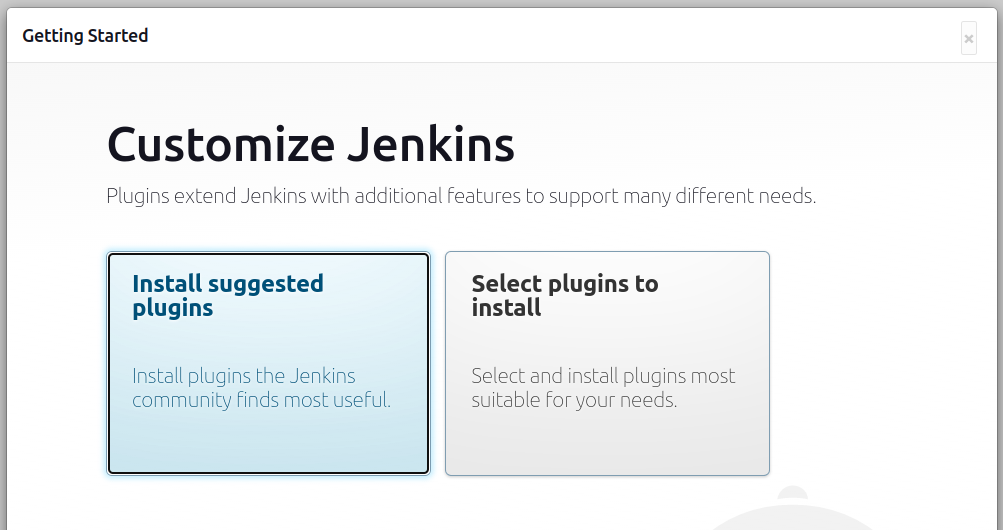 Getting Started
×
Customize Jenkins
Plugins extend Jenkins with additional features to support many different needs.
Install suggested
plugins
Install plugins the Jenkins
community finds most useful.
Select plugins to
install
Select and install plugins most
suitable for your needs.